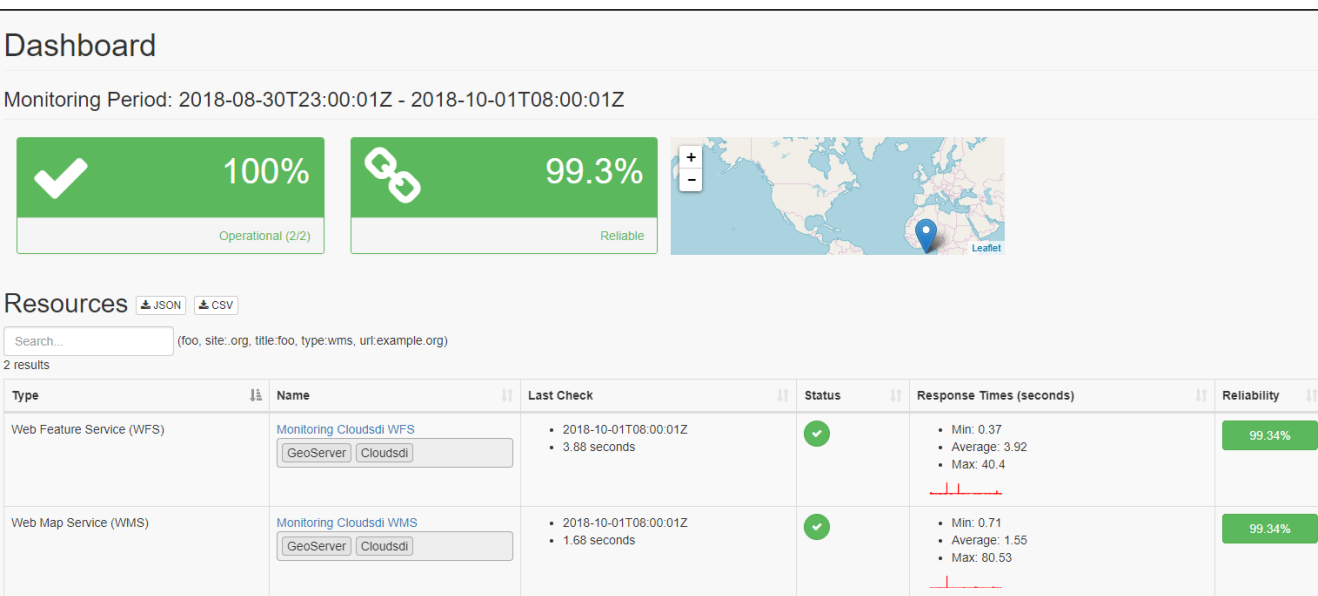 Dashboard
Monitoring Period: 2018-08-30T23:00:01Z - 2018-10-01T08:00:01Z
100%
Operational (2/2)
99.3%
Reliable
+
-
Leaflet
Resources JSON CSV
Search... (foo, site:.org, title:foo, type:wms, url:example.org)
2 results
Type Name Last Check Status Response Times (seconds) Reliability
Web Feature Service (WFS) Monitoring Cloudsdi WFS • 2018-10-01T08:00:01Z • Min: 0.37 99.34%
GeoServer Cloudsdi • 3.88 seconds • Average: 3.92
• Max: 40.4
Web Map Service (WMS) Monitoring Cloudsdi WMS • 2018-10-01T08:00:01Z • Min: 0.71 99.34%
GeoServer Cloudsdi • 1.68 seconds • Average: 1.55
• Max: 80.53